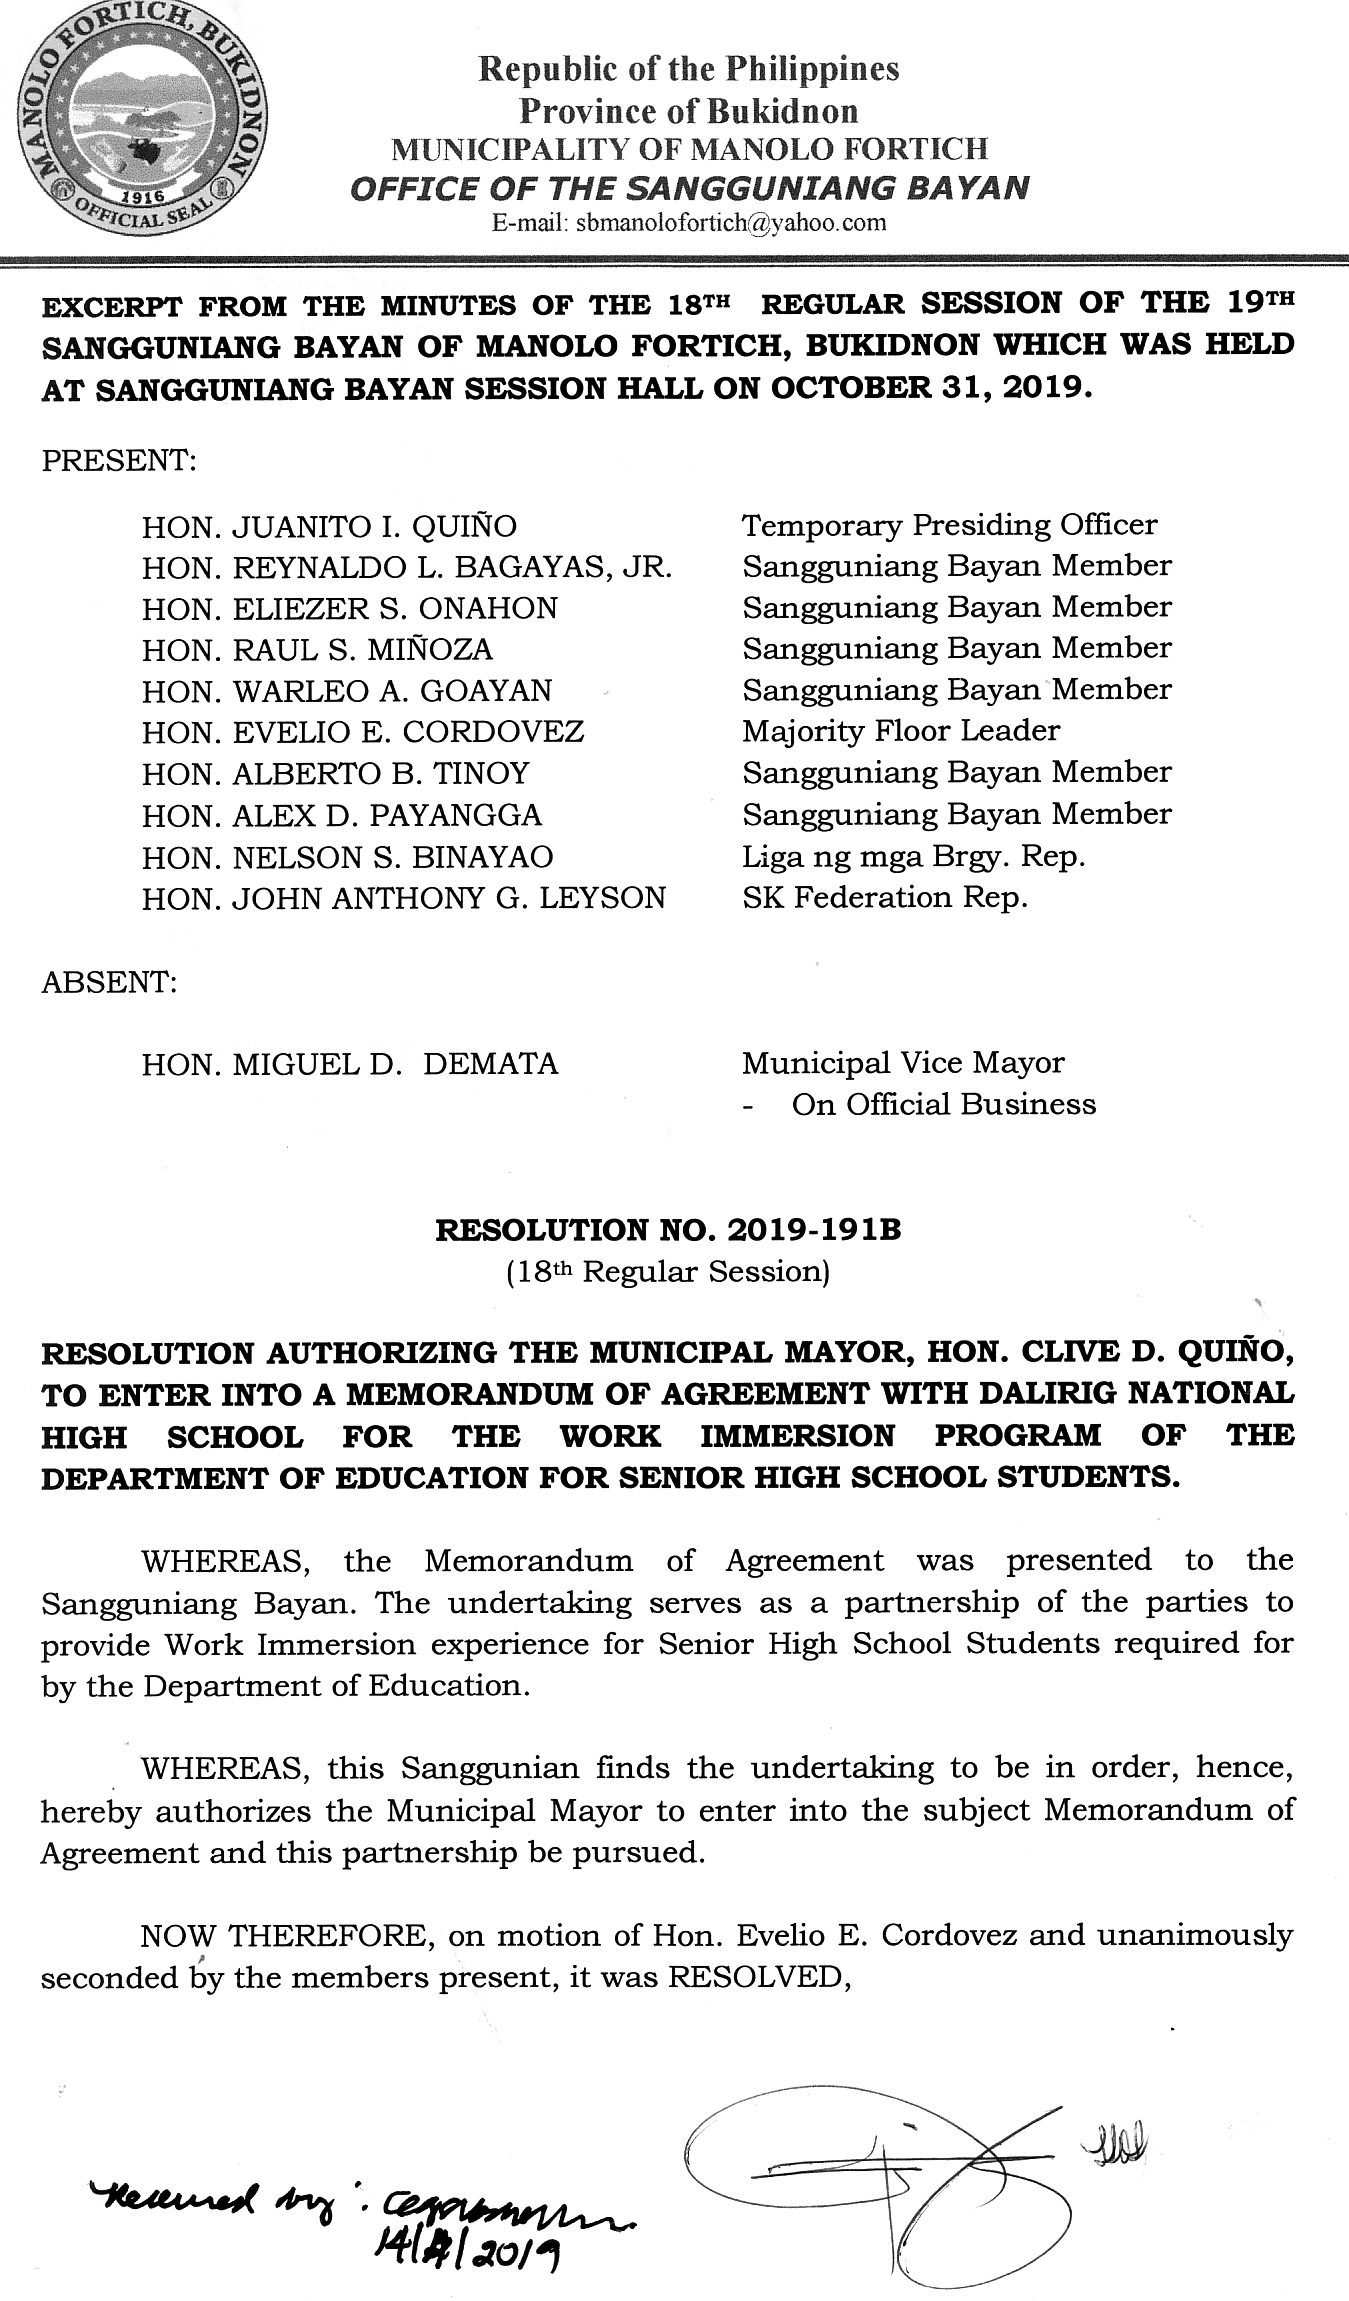 MANOLO FORTICH, BUKIDNON
1916
OFFICIAL SEAL
Republic of the Philippines
Province of Bukidnon
MUNICIPALITY OF MANOLO FORTICH
OFFICE OF THE SANGGUNIANG BAYAN
E-mail: sbmanolofortich@yahoo.com
EXCERPT FROM THE MINUTES OF THE 18TH REGULAR SESSION OF THE 19TH
SANGGUNIANG BAYAN OF MANOLO FORTICH, BUKIDNON WHICH WAS HELD
AT SANGGUNIANG BAYAN SESSION HALL ON OCTOBER 31, 2019.
PRESENT:
HON. JUANITO I. QUIÑO Temporary Presiding Officer
HON. REYNALDO L. BAGAYAS, JR. Sangguniang Bayan Member
HON. ELIEZER S. ONAHON Sangguniang Bayan Member
HON. RAUL S. MIÑOZA Sangguniang Bayan Member
HON. WARLEO A. GOAYAN Sangguniang Bayan Member
HON. EVELIO E. CORDOVEZ Majority Floor Leader
HON. ALBERTO B. TINOY Sangguniang Bayan Member
HON. ALEX D. PAYANGGA Sangguniang Bayan Member
HON. NELSON S. BINAYAO Liga ng mga Brgy. Rep.
HON. JOHN ANTHONY G. LEYSON SK Federation Rep.
ABSENT:
HON. MIGUEL D. DEMATA Municipal Vice Mayor
- On Official Business
RESOLUTION NO. 2019-191B
(18th Regular Session)
RESOLUTION AUTHORIZING THE MUNICIPAL MAYOR, HON. CLIVE D. QUIÑO,
TO ENTER INTO A MEMORANDUM OF AGREEMENT WITH DALIRIG NATIONAL
HIGH SCHOOL FOR THE WORK IMMERSION PROGRAM OF THE
DEPARTMENT OF EDUCATION FOR SENIOR HIGH SCHOOL STUDENTS.
WHEREAS, the Memorandum of Agreement was presented to the
Sangguniang Bayan. The undertaking serves as a partnership of the parties to
provide Work Immersion experience for Senior High School Students required for
by the Department of Education.
WHEREAS, this Sanggunian finds the undertaking to be in order, hence,
hereby authorizes the Municipal Mayor to enter into the subject Memorandum of
Agreement and this partnership be pursued.
NOW THEREFORE, on motion of Hon. Evelio E. Cordovez and unanimously
seconded by the members present, it was RESOLVED,
Received by:
2019